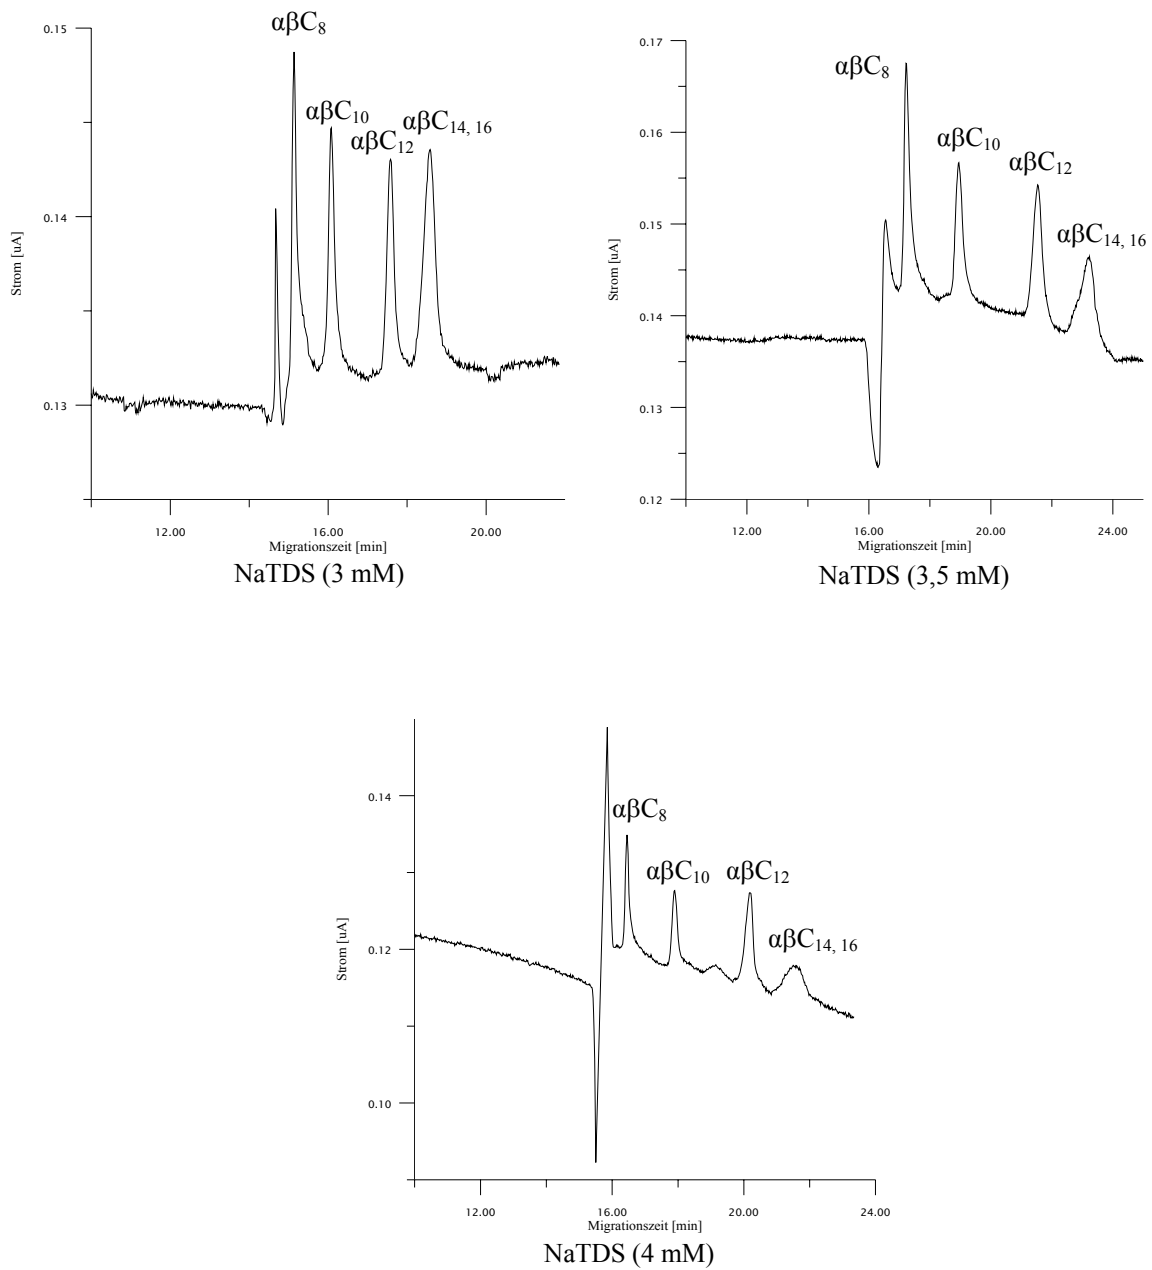 αβC₈
αβC₁₀
αβC₁₂
αβC₁₄, ₁₆
0.15
0.14
0.13
Strom [uA]
12.00 16.00 20.00
Migrationszeit [min]
NaTDS (3 mM)
αβC₈
αβC₁₀
αβC₁₂
αβC₁₄, ₁₆
0.17
0.16
0.15
0.14
0.13
0.12
Strom [uA]
12.00 16.00 20.00 24.00
Migrationszeit [min]
NaTDS (3,5 mM)
αβC₈
αβC₁₀ αβC₁₂
αβC₁₄, ₁₆
0.14
0.12
0.10
Strom [uA]
12.00 16.00 20.00 24.00
Migrationszeit [min]
NaTDS (4 mM)